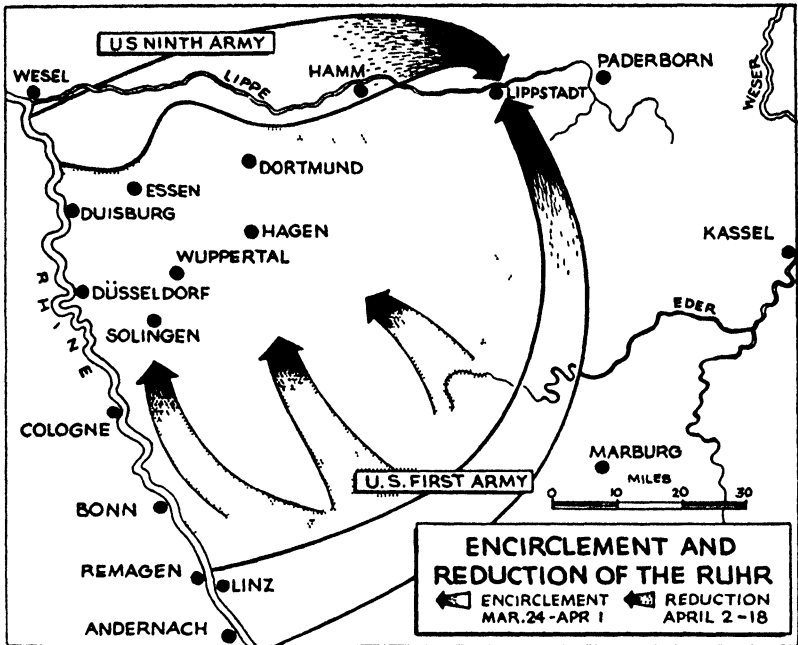 US NINTH ARMY
WESEL
LIPPE
HAMM
LIPPSTADT
PADERBORN
WESER
DORTMUND
ESSEN
DUISBURG
HAGEN
KASSEL
WUPPERTAL
DÜSSELDORF
RHINE
EDER
SOLINGEN
COLOGNE
MARBURG
U.S. FIRST ARMY
MILES
0 10 20 30
BONN
REMAGEN
LINZ
ANDERNACH
ENCIRCLEMENT AND
REDUCTION OF THE RUHR
ENCIRCLEMENT REDUCTION
MAR.24-APR 1 APRIL 2-18